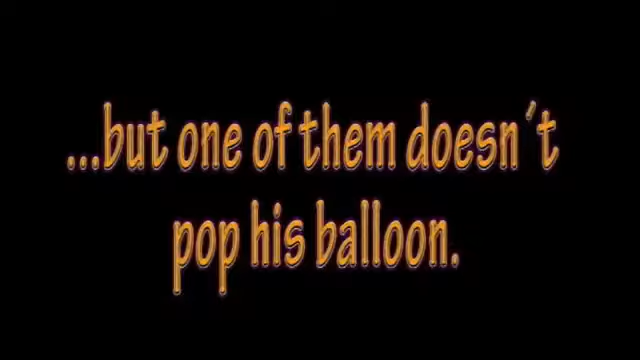 ...but one of them doesn´t
pop his balloon.